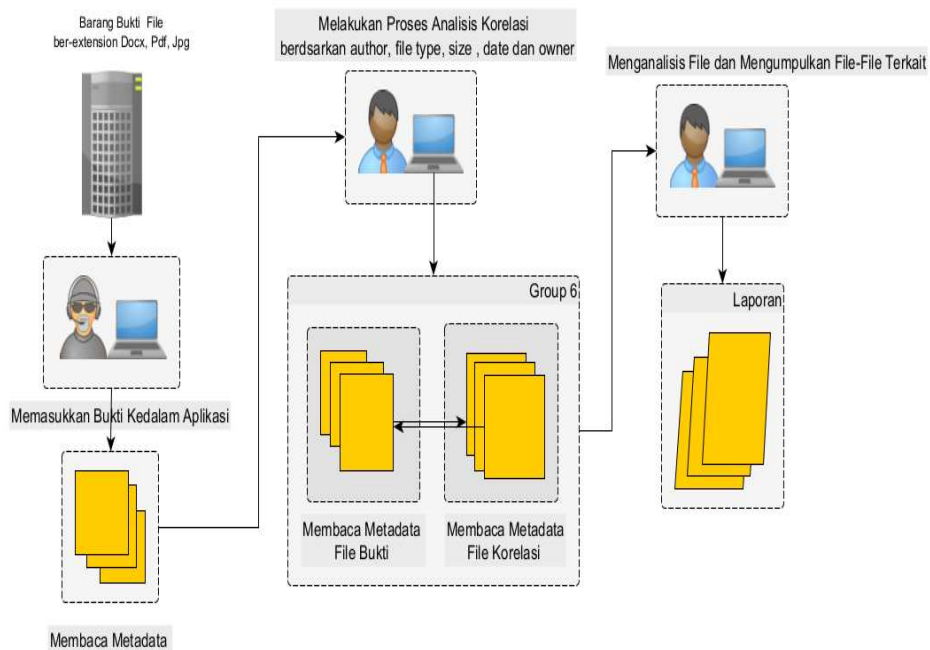 Barang Bukti File
ber-extension Docx, Pdf, Jpg
Memasukkan Bukti Kedalam Aplikasi
Membaca Metadata
Melakukan Proses Analisis Korelasi
berdsarkan author, file type, size , date dan owner
Group 6
Membaca Metadata
File Bukti
Membaca Metadata
File Korelasi
Menganalisis File dan Mengumpulkan File-File Terkait
Laporan